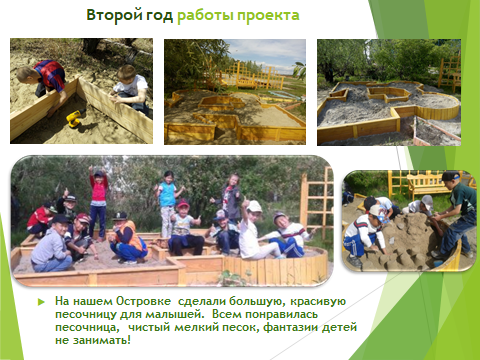 Второй год работы проекта
На нашем Островке сделали большую, красивую
песочницу для малышей. Всем понравилась
песочница, чистый мелкий песок, фантазии детей
не занимать!